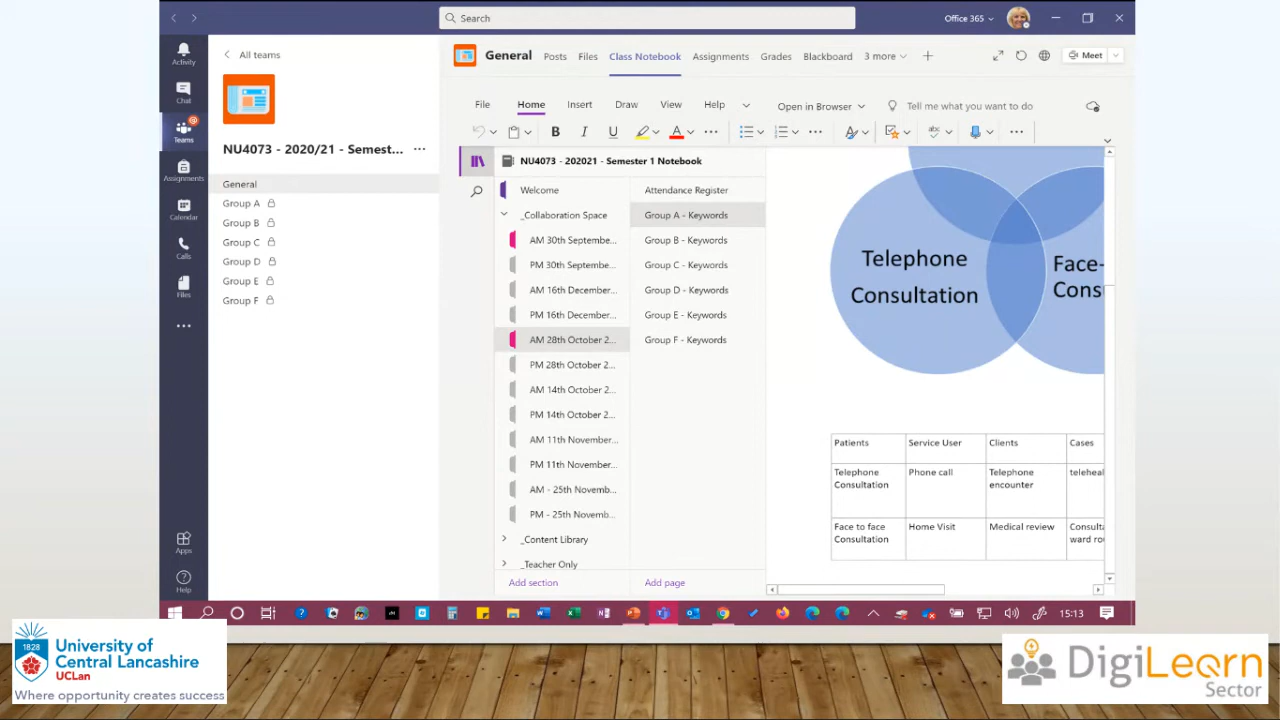 Search
Office 365
Activity
Chat
Teams
Assignments
Calendar
Calls
Files
Apps
Help
All teams
NU4073 - 2020/21 - Semest...
General
Group A
Group B
Group C
Group D
Group E
Group F
General Posts Files Class Notebook Assignments Grades Blackboard 3 more
Meet
File Home Insert Draw View Help Open in Browser Tell me what you want to do
B I U A abc
NU4073 - 202021 - Semester 1 Notebook
Welcome
_Collaboration Space
AM 30th Septembe...
PM 30th Septembe...
AM 16th December...
PM 16th December...
AM 28th October 2...
PM 28th October 2...
AM 14th October 2...
PM 14th October 2...
AM 11th November...
PM 11th November...
AM - 25th Novemb...
PM - 25th Novemb...
_Content Library
_Teacher Only
Add section
Attendance Register
Group A - Keywords
Group B - Keywords
Group C - Keywords
Group D - Keywords
Group E - Keywords
Group F - Keywords
Add page
Telephone
Consultation
Face-
Cons
Patients Service User Clients Cases
Telephone Consultation Phone call Telephone encounter teleheal
Face to face Consultation Home Visit Medical review Consult ward rou
15:13
1828
University of
Central Lancashire
UCLan
Where opportunity creates success
DigiLearn
Sector